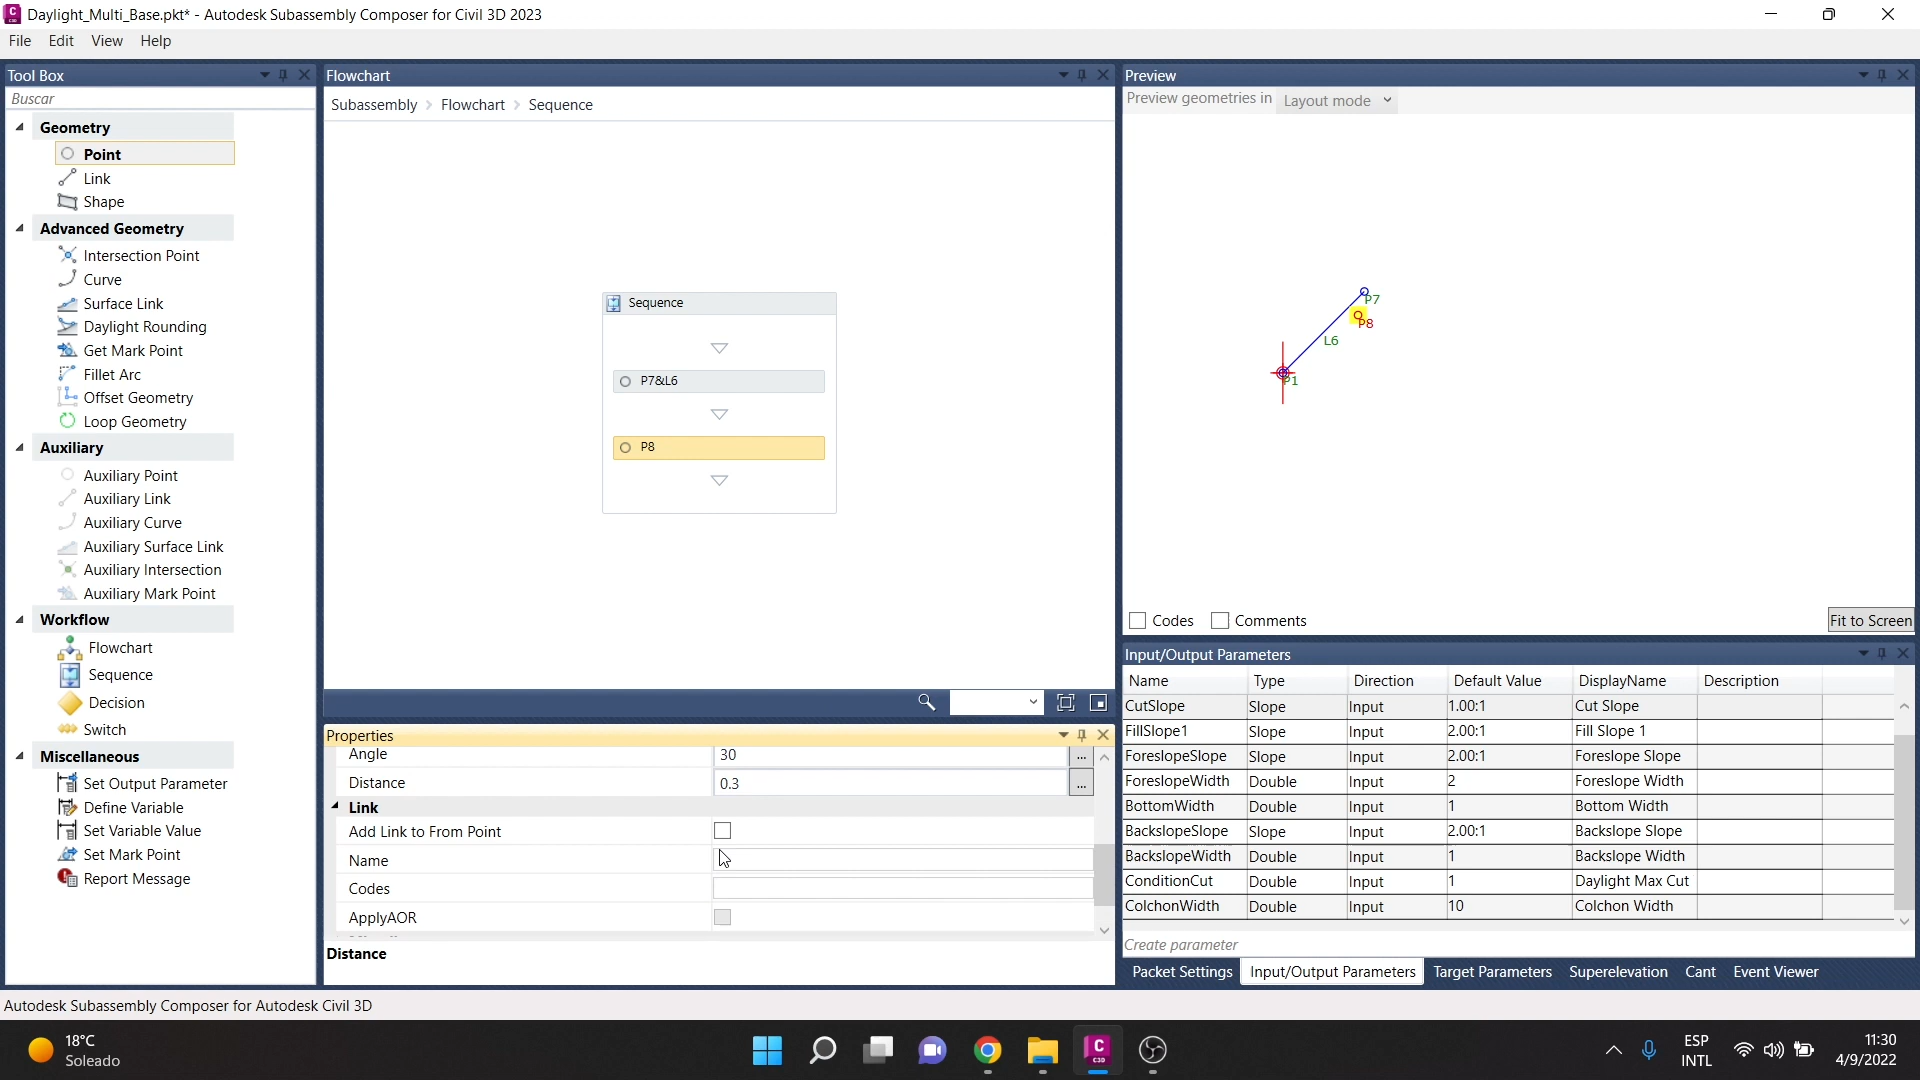 Daylight_Multi_Base.pkt* - Autodesk Subassembly Composer for Civil 3D 2023
File Edit View Help
Tool Box
Buscar
Geometry
Point
Link
Shape
Advanced Geometry
Intersection Point
Curve
Surface Link
Daylight Rounding
Get Mark Point
Fillet Arc
Offset Geometry
Loop Geometry
Auxiliary
Auxiliary Point
Auxiliary Link
Auxiliary Curve
Auxiliary Surface Link
Auxiliary Intersection
Auxiliary Mark Point
Workflow
Flowchart
Sequence
Decision
Switch
Miscellaneous
Set Output Parameter
Define Variable
Set Variable Value
Set Mark Point
Report Message
Flowchart
Subassembly Flowchart Sequence
Sequence
P7&L6
P8
Properties
Angle 30 ...
Distance 0.3 ...
Link
Add Link to From Point
Name
Codes
ApplyAOR
Distance
Preview
Preview geometries in Layout mode
P7
P8
L6
P1
Codes Comments Fit to Screen
Input/Output Parameters
Name Type Direction Default Value DisplayName Description
CutSlope Slope Input 1.00:1 Cut Slope
FillSlope1 Slope Input 2.00:1 Fill Slope 1
ForeslopeSlope Slope Input 2.00:1 Foreslope Slope
ForeslopeWidth Double Input 2 Foreslope Width
BottomWidth Double Input 1 Bottom Width
BackslopeSlope Slope Input 2.00:1 Backslope Slope
BackslopeWidth Double Input 1 Backslope Width
ConditionCut Double Input 1 Daylight Max Cut
ColchonWidth Double Input 10 Colchon Width
Create parameter
Packet Settings Input/Output Parameters Target Parameters Superelevation Cant Event Viewer
Autodesk Subassembly Composer for Autodesk Civil 3D
18°C
Soleado
ESP
INTL
11:30
4/9/2022